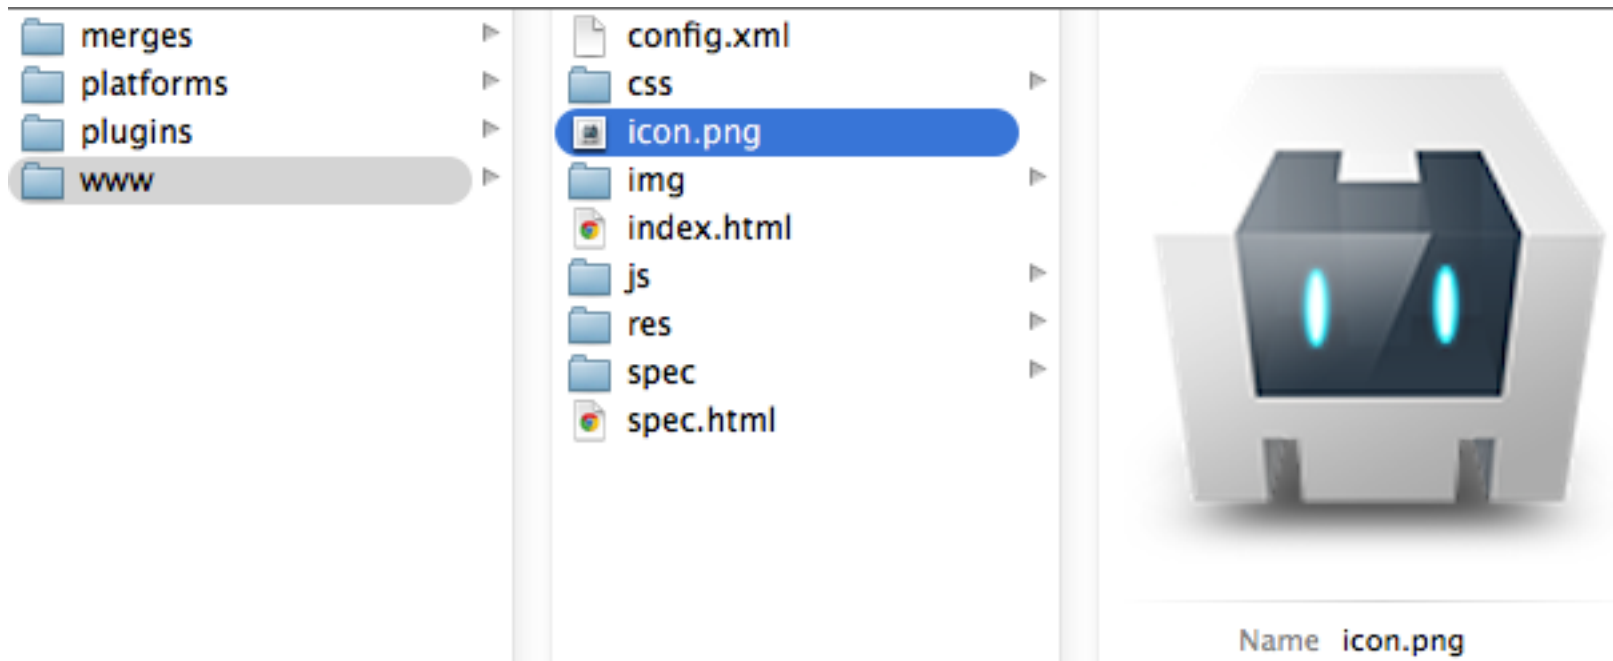 merges
platforms
plugins
www
config.xml
css
icon.png
img
index.html
js
res
spec
spec.html
Name icon.png